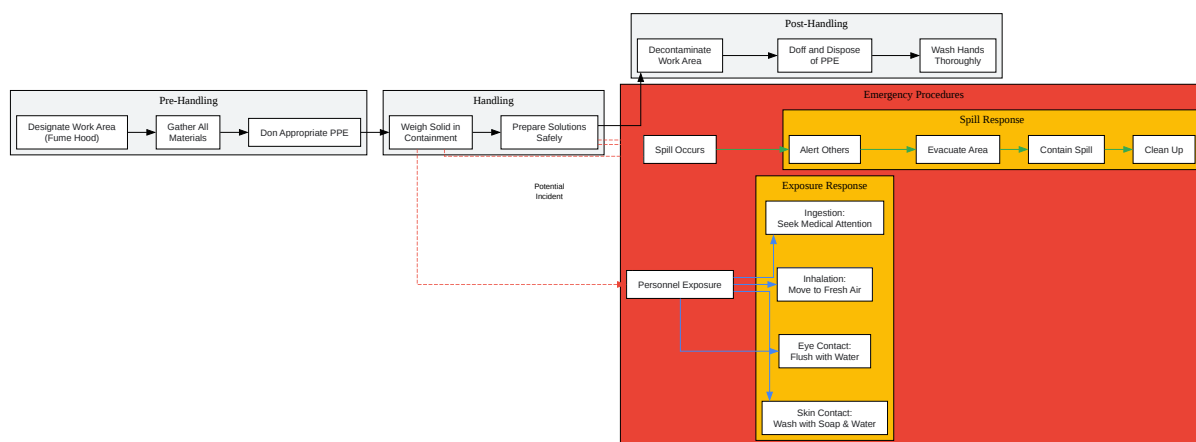 Post-Handling
Decontaminate
Work Area
Doff and Dispose
of PPE
Wash Hands
Thoroughly
Pre-Handling
Designate Work Area
(Fume Hood)
Gather All
Materials
Don Appropriate PPE
Handling
Weigh Solid in
Containment
Prepare Solutions
Safely
Emergency Procedures
Spill Occurs
Spill Response
Alert Others
Evacuate Area
Contain Spill
Clean Up
Potential
Incident
Personnel Exposure
Exposure Response
Ingestion:
Seek Medical Attention
Inhalation:
Move to Fresh Air
Eye Contact:
Flush with Water
Skin Contact:
Wash with Soap & Water